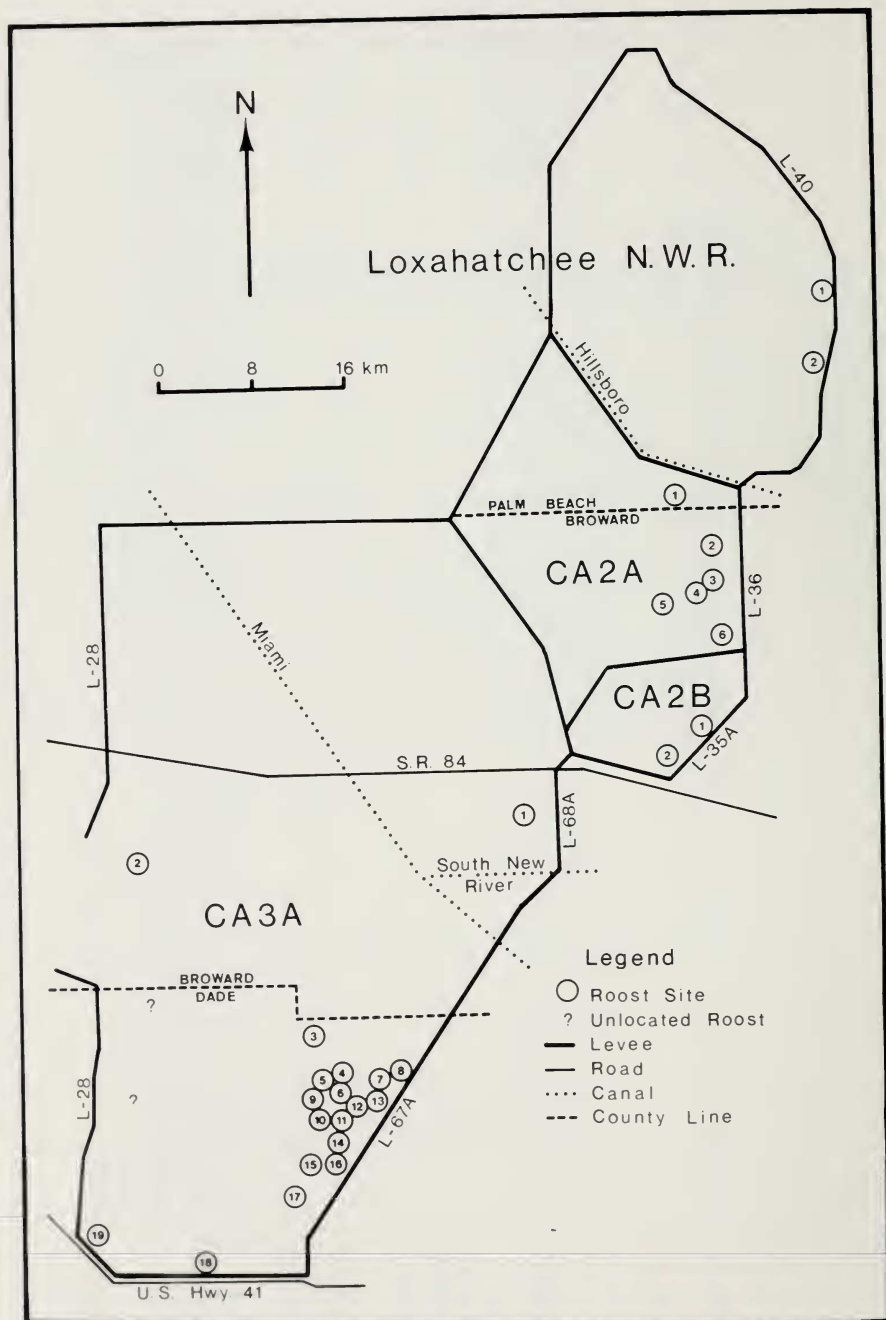 N
Loxahatchee N.W.R.
L-40
1
2
0 8 16 km
Hillsboro
1
PALM BEACH
BROWARD
2
CA2A
3
4
5
6
L-36
Miami
L-28
CA2B
1
2
L-35A
S.R. 84
1
L-68A
2
South New
River
CA3A
BROWARD
DADE
?
3
4
5
6
7
8
9
10
11
12
13
14
15
16
17
?
L-28
L-67A
19
18
U.S. Hwy 41
Legend
Roost Site
? Unlocated Roost
Levee
Road
Canal
County Line